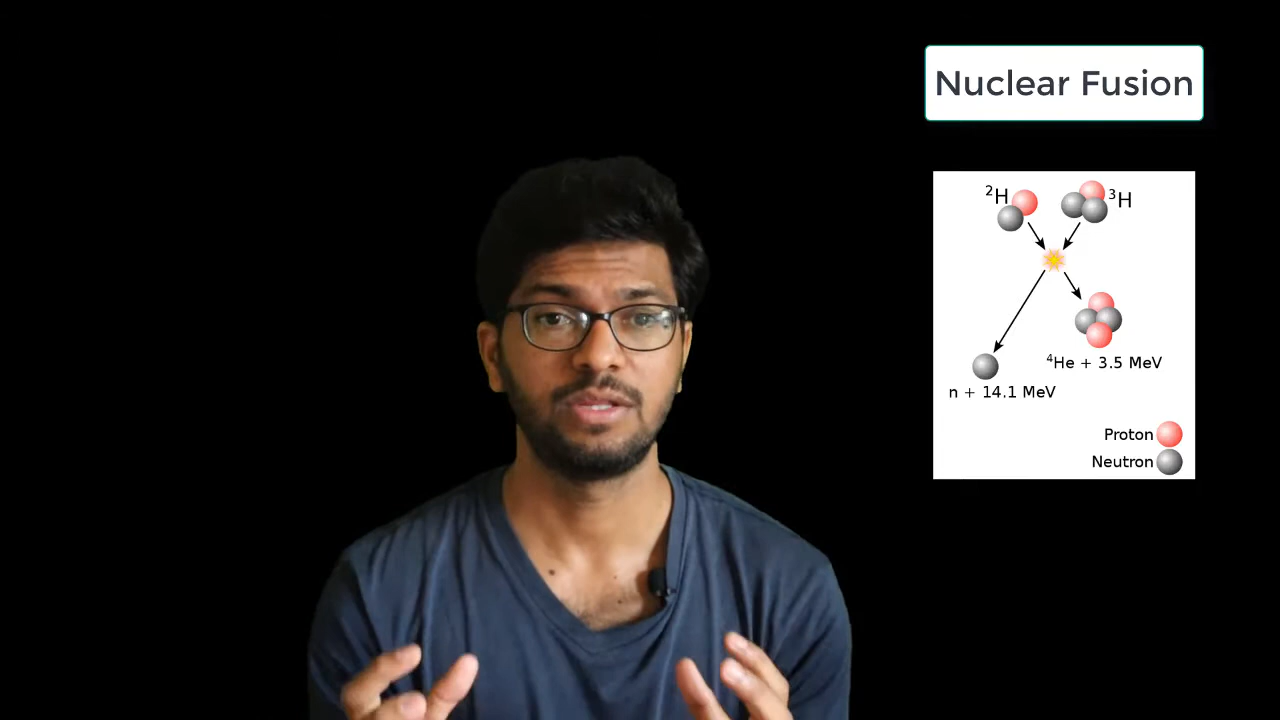 Nuclear Fusion
²H ³H
⁴He + 3.5 MeV
n + 14.1 MeV
Proton
Neutron